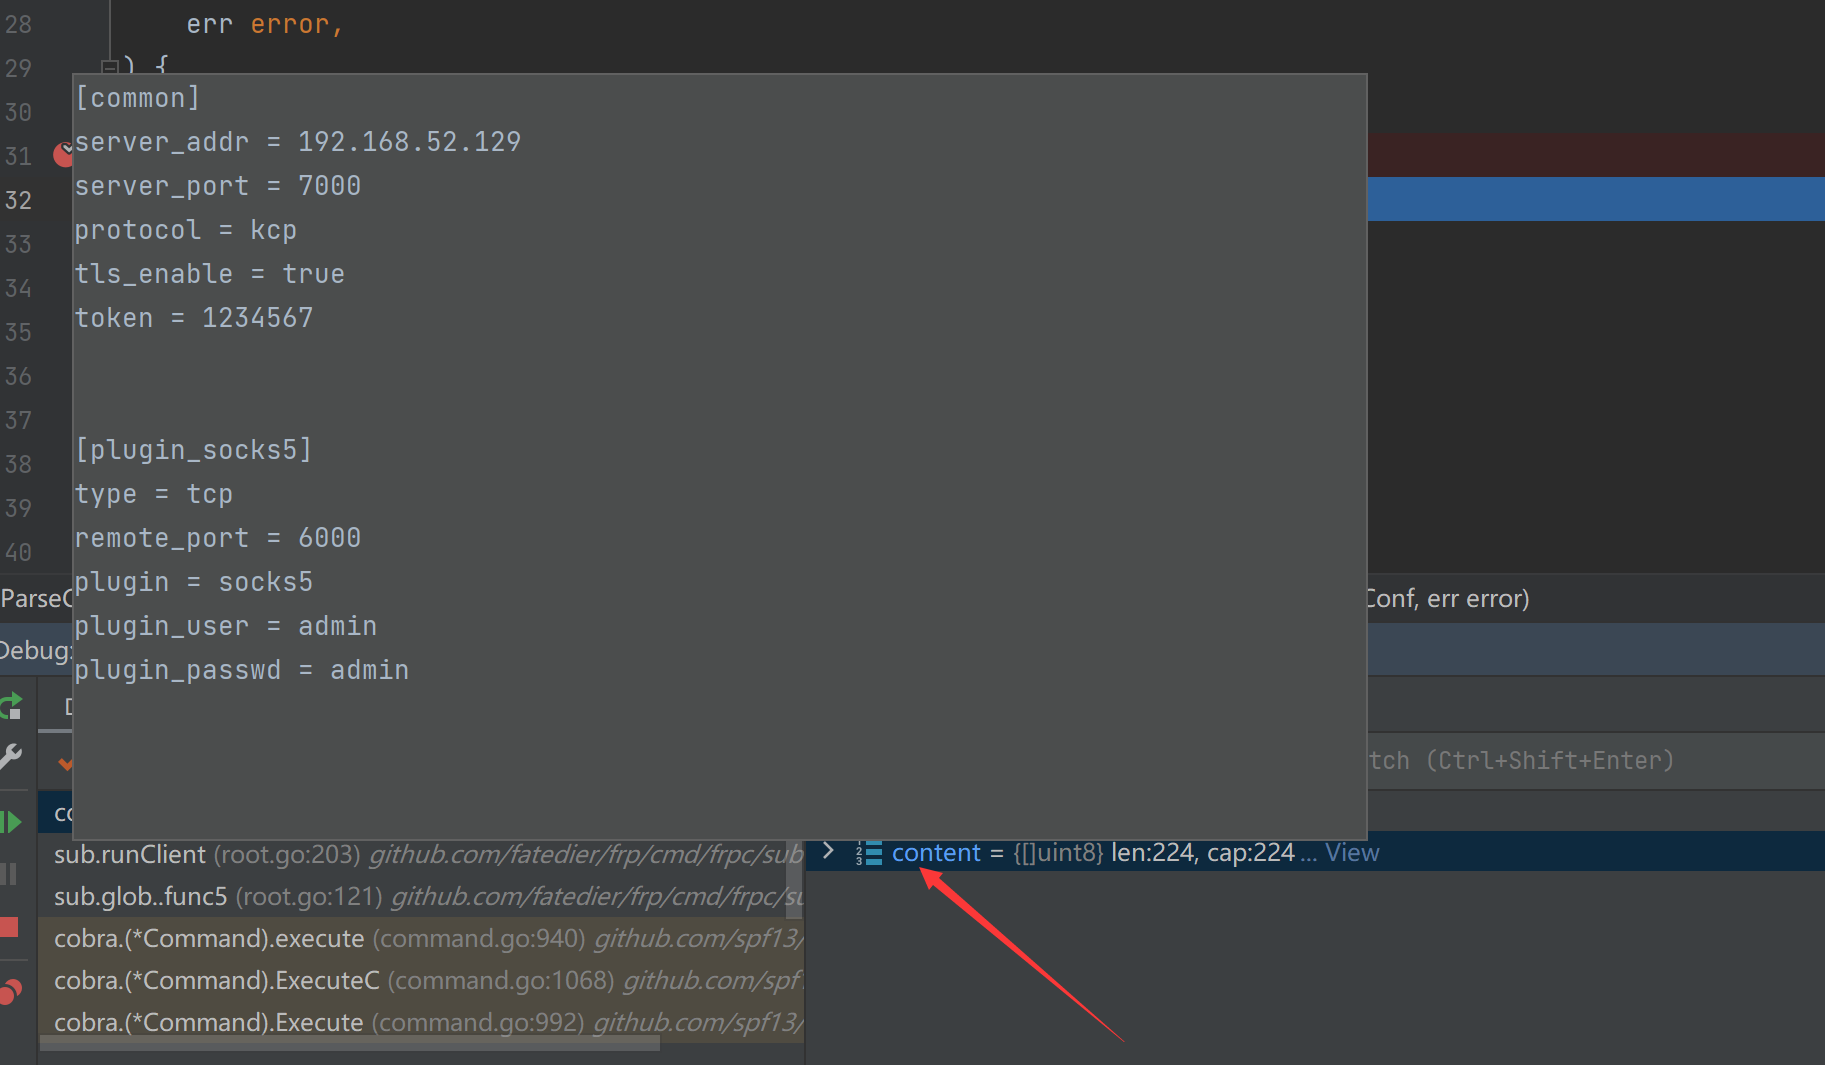 28 err error,
29 ) {
30
31
32
33
34
35
36
37
38
39
40
[common]
server_addr = 192.168.52.129
server_port = 7000
protocol = kcp
tls_enable = true
token = 1234567
[plugin_socks5]
type = tcp
remote_port = 6000
plugin = socks5
plugin_user = admin
plugin_passwd = admin
Conf, err error)
Debug:
tch (Ctrl+Shift+Enter)
sub.runClient (root.go:203) github.com/fatedier/frp/cmd/frpc/sub
sub.glob..func5 (root.go:121) github.com/fatedier/frp/cmd/frpc/su
cobra.(*Command).execute (command.go:940) github.com/spf13/
cobra.(*Command).ExecuteC (command.go:1068) github.com/spf
cobra.(*Command).Execute (command.go:992) github.com/spf13/
content = {[]uint8} len:224, cap:224 ... View